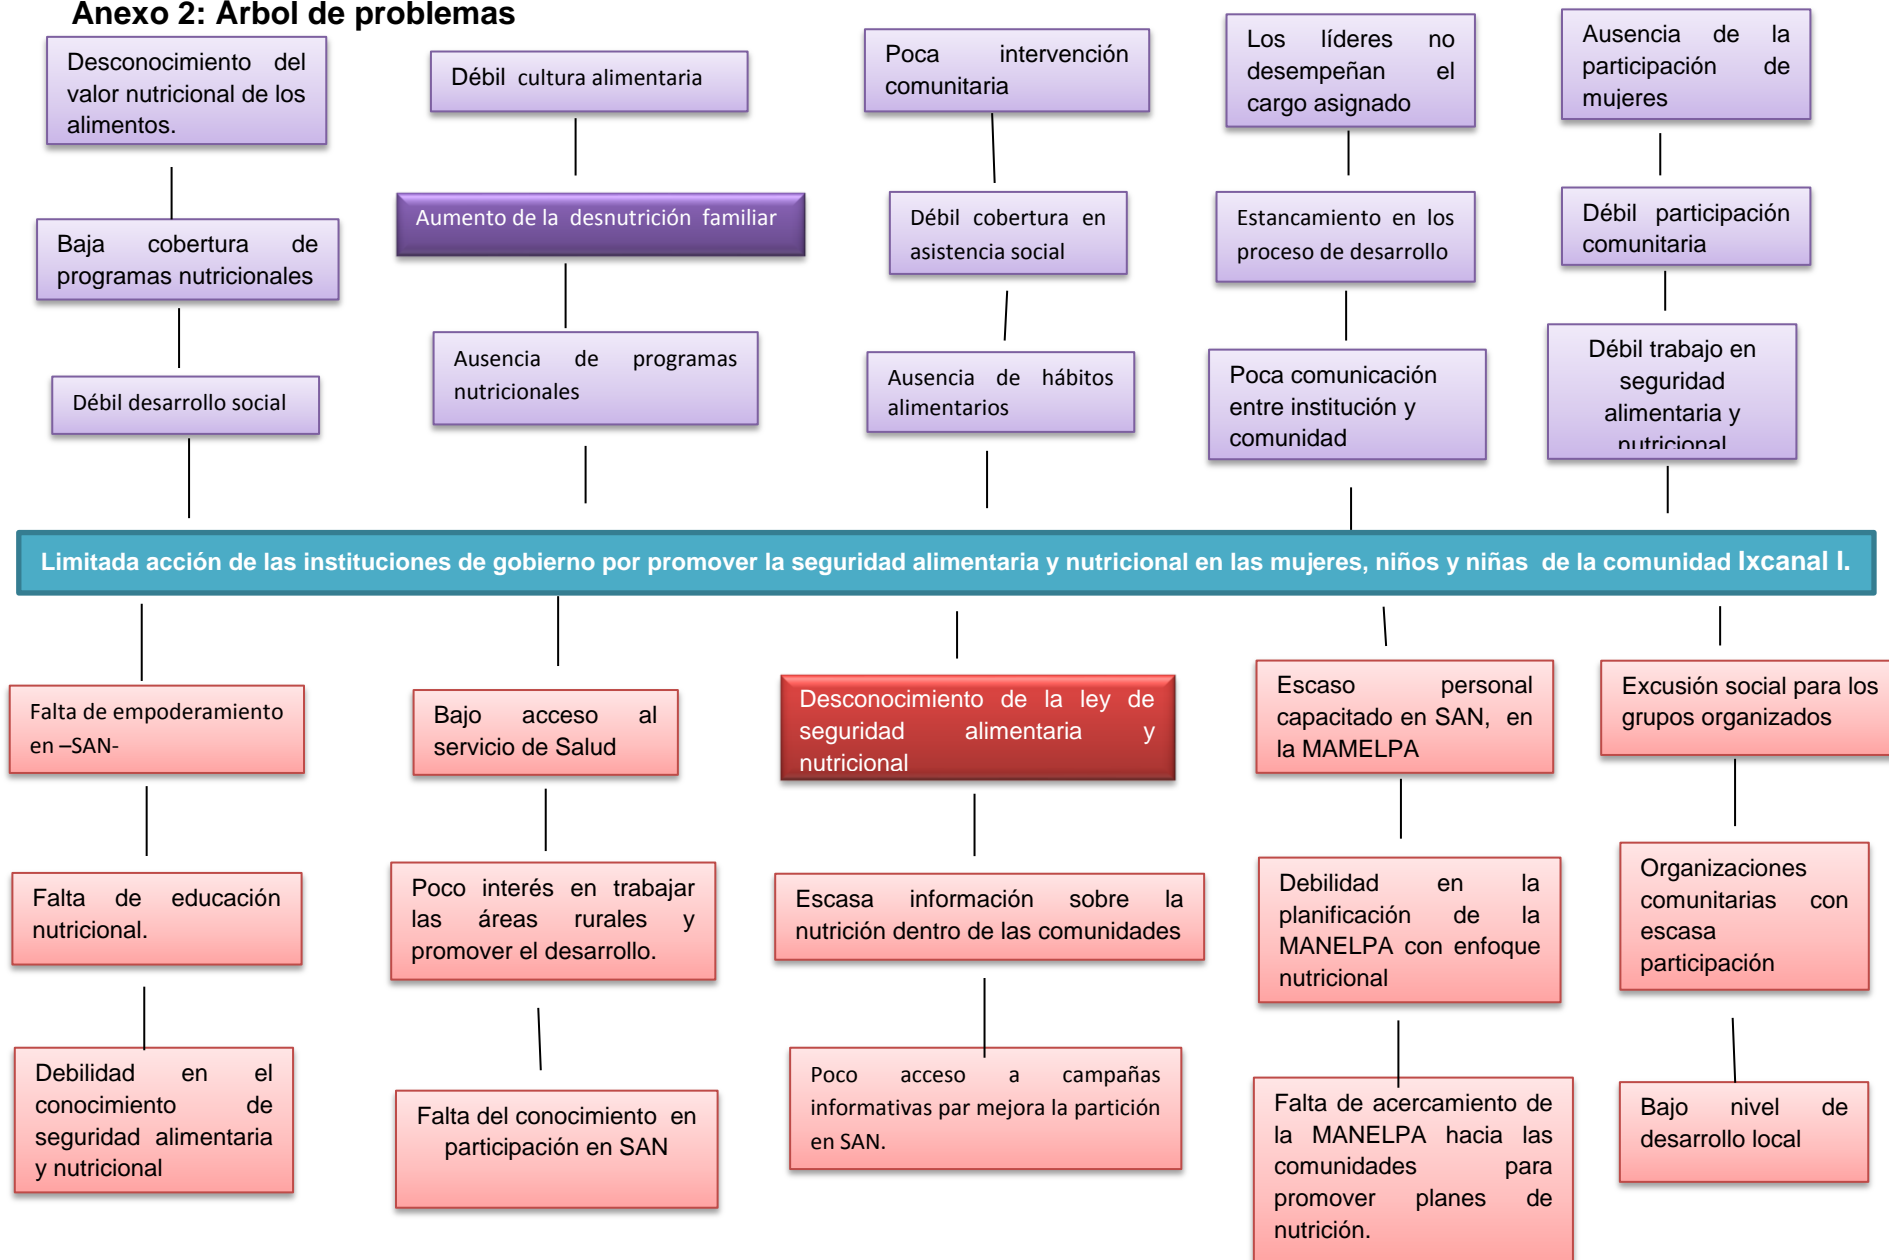 Anexo 2: Árbol de problemas
Desconocimiento del
valor nutricional de los
alimentos.
Débil cultura alimentaria
Poca intervención
comunitaria
Los líderes no
desempeñan el
cargo asignado
Ausencia de la
participación de
mujeres
Baja cobertura de
programas nutricionales
Aumento de la desnutrición familiar
Débil cobertura en
asistencia social
Estancamiento en los
proceso de desarrollo
Débil participación
comunitaria
Débil desarrollo social
Ausencia de programas
nutricionales
Ausencia de hábitos
alimentarios
Poca comunicación
entre institución y
comunidad
Débil trabajo en
seguridad
alimentaria y
nutricional
Limitada acción de las instituciones de gobierno por promover la seguridad alimentaria y nutricional en las mujeres, niños y niñas de la comunidad Ixcanal I.
Falta de empoderamiento
en –SAN-
Bajo acceso al
servicio de Salud
Desconocimiento de la ley de
seguridad alimentaria y
nutricional
Escaso personal
capacitado en SAN, en
la MAMELPA
Excusión social para los
grupos organizados
Falta de educación
nutricional.
Poco interés en trabajar
las áreas rurales y
promover el desarrollo.
Escasa información sobre la
nutrición dentro de las comunidades
Debilidad en la
planificación de la
MANELPA con enfoque
nutricional
Organizaciones
comunitarias con
escasa
participación
Debilidad en el
conocimiento de
seguridad alimentaria
y nutricional
Falta del conocimiento en
participación en SAN
Poco acceso a campañas
informativas par mejora la partición
en SAN.
Falta de acercamiento de
la MANELPA hacia las
comunidades para
promover planes de
nutrición.
Bajo nivel de
desarrollo local